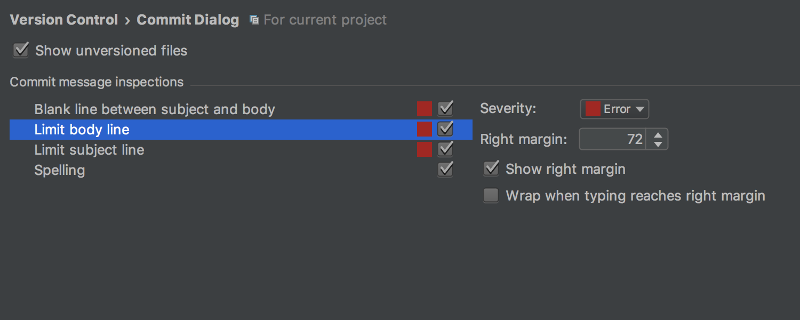 Version Control › Commit Dialog For current project
Show unversioned files
Commit message inspections
Blank line between subject and body
Limit body line
Limit subject line
Spelling
Severity: Error
Right margin: 72
Show right margin
Wrap when typing reaches right margin